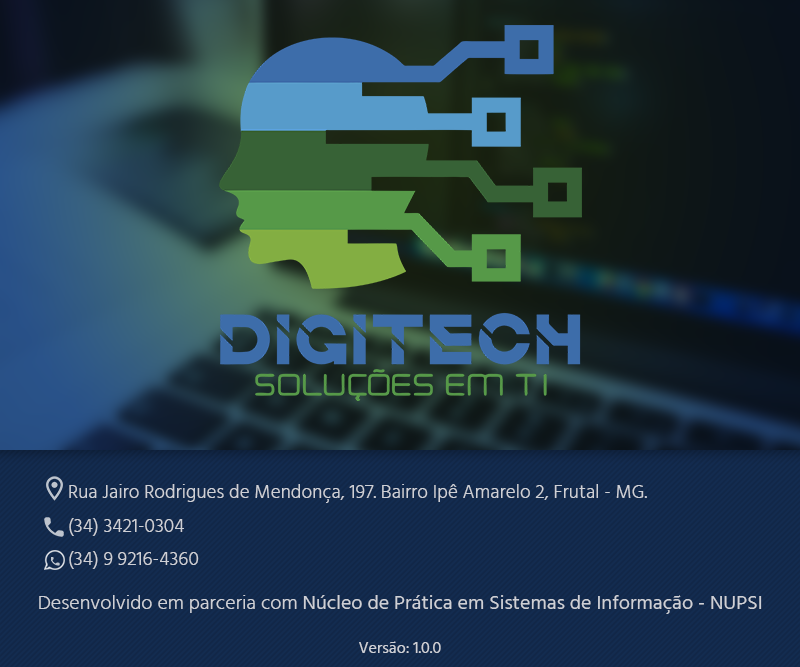 DIGITECH
SOLUÇÕES EM TI
Rua Jairo Rodrigues de Mendonça, 197. Bairro Ipê Amarelo 2, Frutal - MG.
(34) 3421-0304
(34) 9 9216-4360
Desenvolvido em parceria com Núcleo de Prática em Sistemas de Informação - NUPSI
Versão: 1.0.0